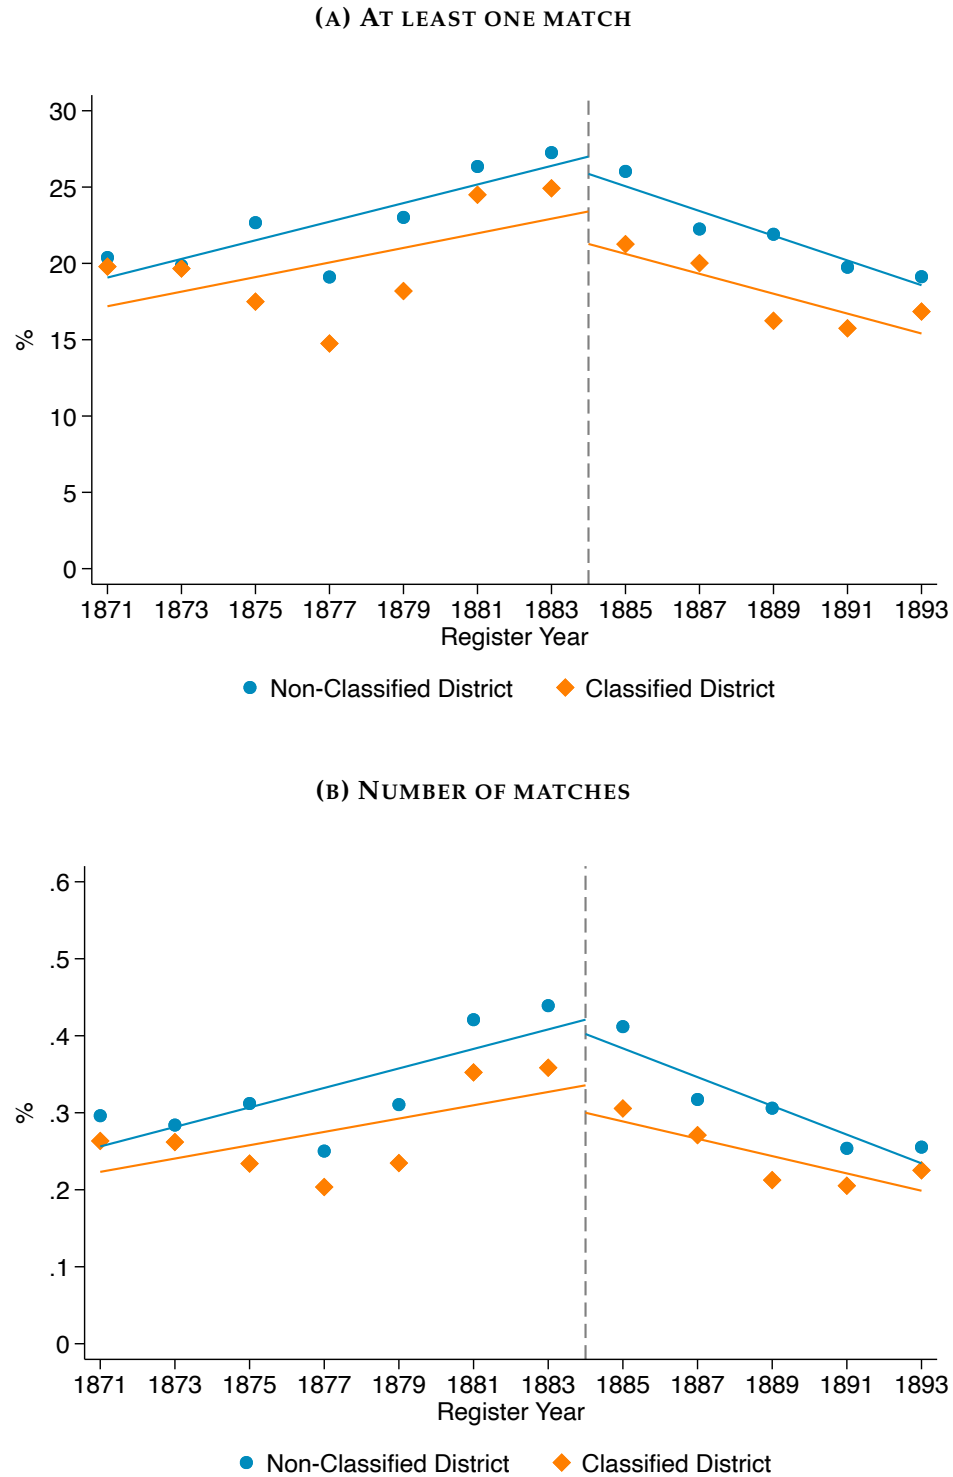 (A) AT LEAST ONE MATCH
30
25
20
15
10
5
0
%
1871 1873 1875 1877 1879 1881 1883 1885 1887 1889 1891 1893
Register Year
Non-Classified District Classified District
(B) NUMBER OF MATCHES
.6
.5
.4
.3
.2
.1
0
%
1871 1873 1875 1877 1879 1881 1883 1885 1887 1889 1891 1893
Register Year
Non-Classified District Classified District